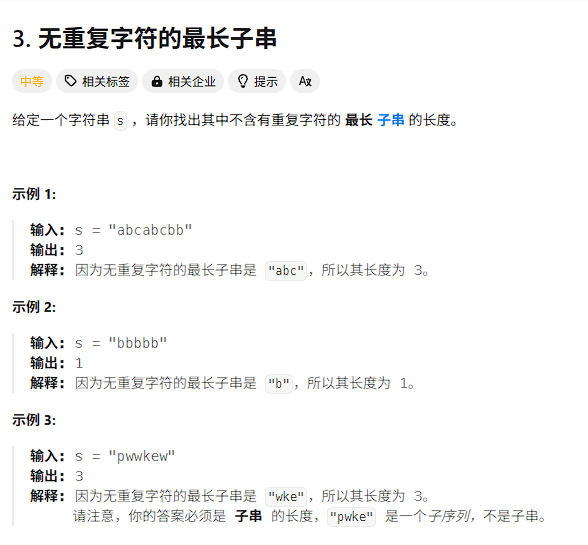 3. 无重复字符的最长子串
中等 相关标签 相关企业 提示 A文
给定一个字符串 s ，请你找出其中不含有重复字符的 最长 子串 的长度。
示例 1:
输入: s = "abcabcbb"
输出: 3
解释: 因为无重复字符的最长子串是 "abc"，所以其长度为 3。
示例 2:
输入: s = "bbbbb"
输出: 1
解释: 因为无重复字符的最长子串是 "b"，所以其长度为 1。
示例 3:
输入: s = "pwwkew"
输出: 3
解释: 因为无重复字符的最长子串是 "wke"，所以其长度为 3。
请注意，你的答案必须是 子串 的长度，"pwke" 是一个子序列，不是子串。